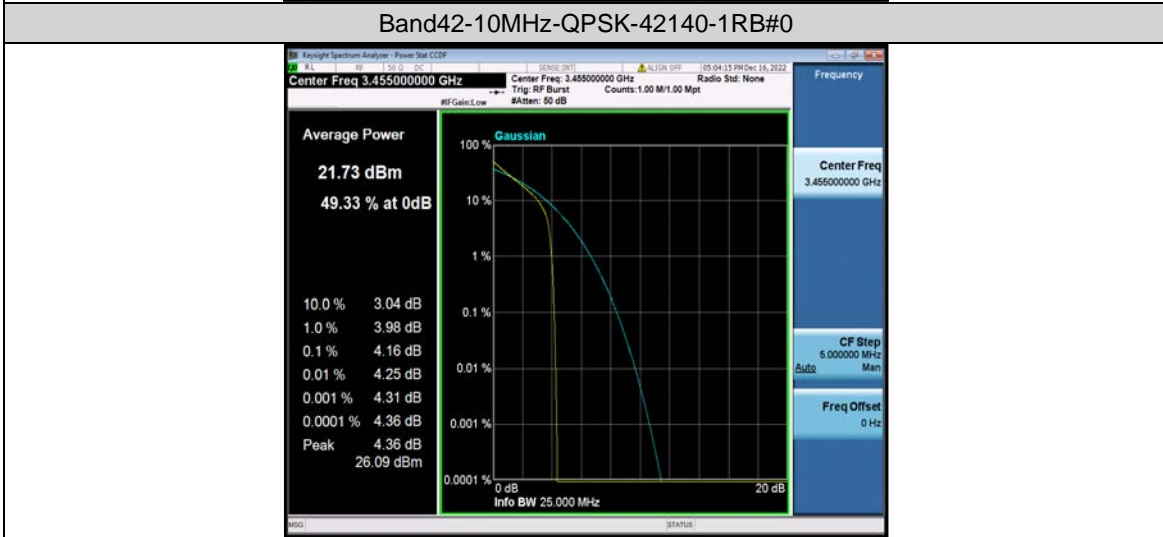 Band42-10MHz-QPSK-42140-1RB#0
Keysight Spectrum Analyzer - Power Stat CCDF
RL RF 50 Ω DC SENSE:INT ALIGN OFF 05:04:15 PM Dec 16, 2022
Center Freq 3.455000000 GHz
Center Freq: 3.455000000 GHz Radio Std: None
Trig: RF Burst Counts:1.00 M/1.00 Mpt
#IFGain:Low #Atten: 50 dB
Frequency
Average Power
21.73 dBm
49.33 % at 0dB
10.0 % 3.04 dB
1.0 % 3.98 dB
0.1 % 4.16 dB
0.01 % 4.25 dB
0.001 % 4.31 dB
0.0001 % 4.36 dB
Peak 4.36 dB
26.09 dBm
Gaussian
100 %
10 %
1 %
0.1 %
0.01 %
0.001 %
0.0001 %
0 dB 20 dB
Info BW 25.000 MHz
Center Freq
3.455000000 GHz
CF Step
5.000000 MHz
Auto Man
Freq Offset
0 Hz
MSG STATUS